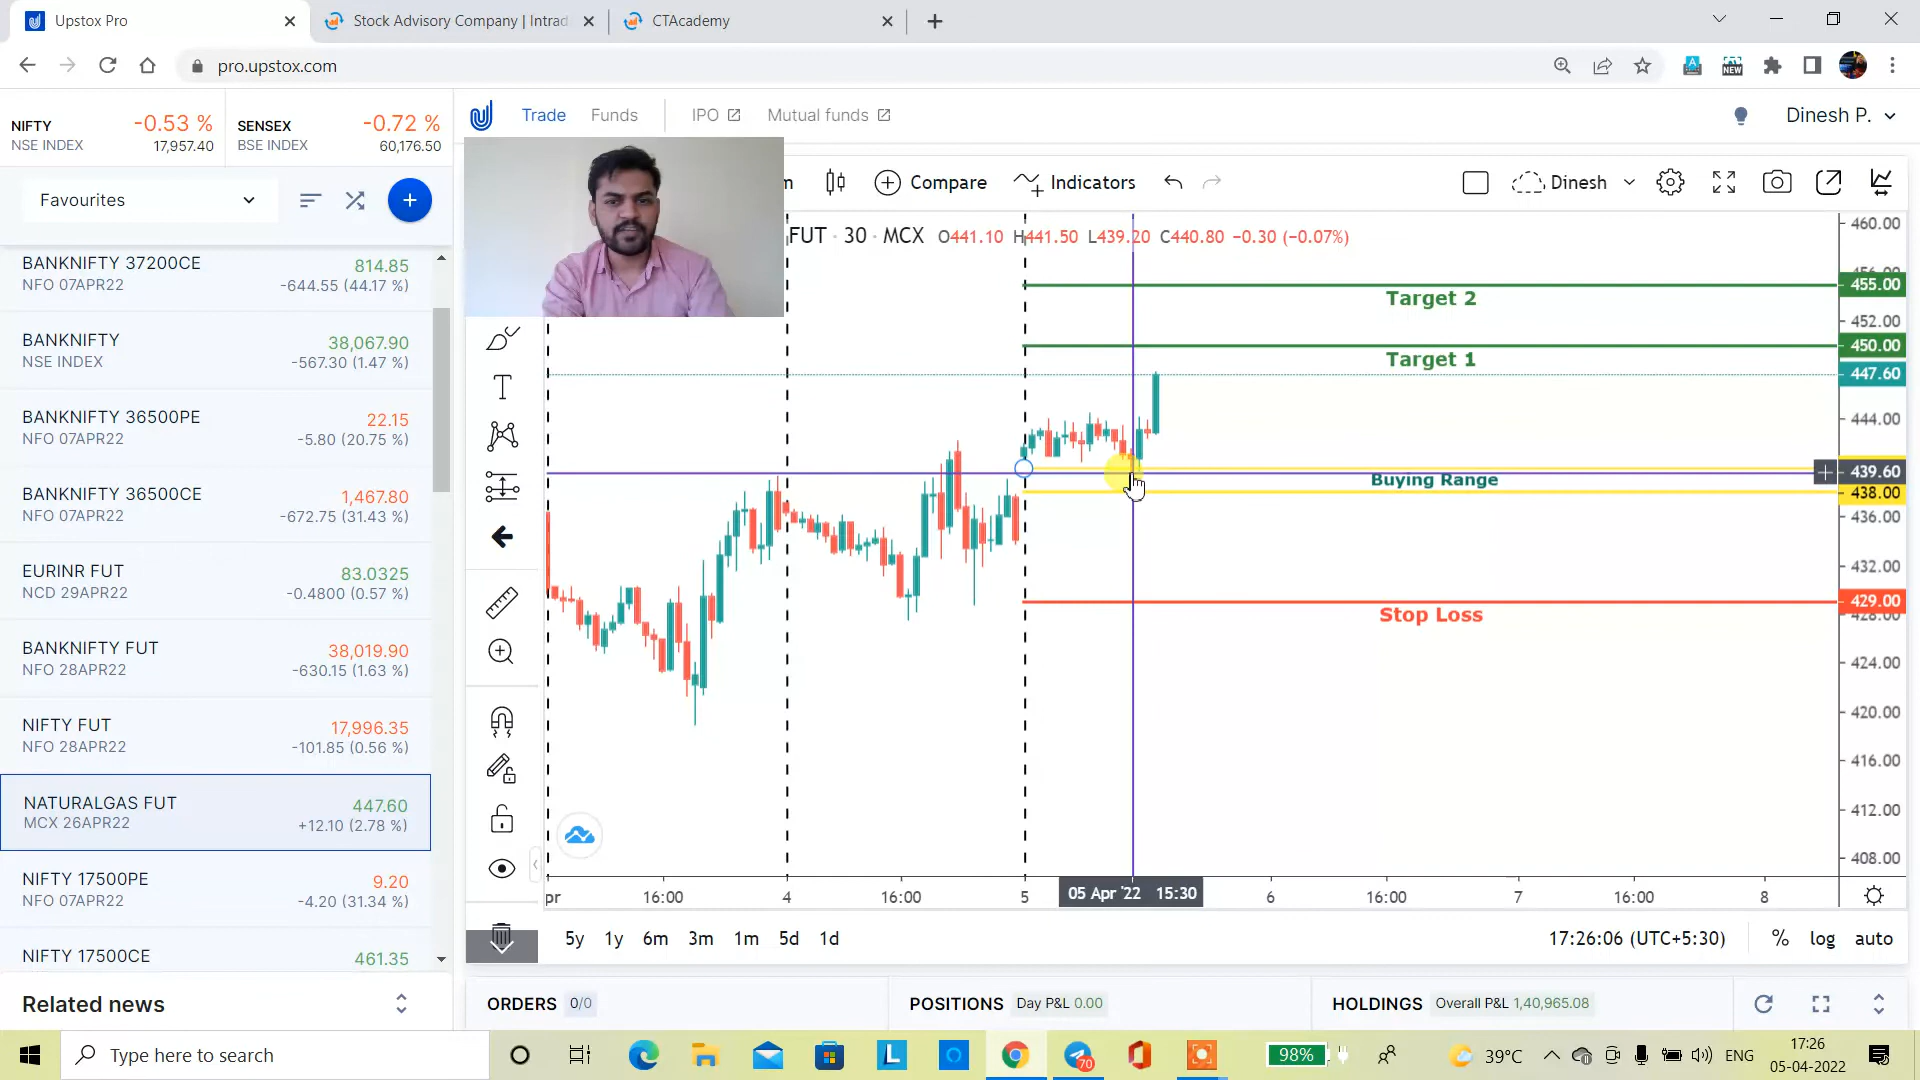 Upstox Pro
Stock Advisory Company | Intrad
CTAcademy
pro.upstox.com
NEW
NIFTY -0.53 %
NSE INDEX 17,957.40
SENSEX -0.72 %
BSE INDEX 60,176.50
Trade Funds IPO Mutual funds
Dinesh P.
Favourites
Compare Indicators
Dinesh
BANKNIFTY 37200CE 814.85
NFO 07APR22 -644.55 (44.17 %)
BANKNIFTY 38,067.90
NSE INDEX -567.30 (1.47 %)
BANKNIFTY 36500PE 22.15
NFO 07APR22 -5.80 (20.75 %)
BANKNIFTY 36500CE 1,467.80
NFO 07APR22 -672.75 (31.43 %)
EURINR FUT 83.0325
NCD 29APR22 -0.4800 (0.57 %)
BANKNIFTY FUT 38,019.90
NFO 28APR22 -630.15 (1.63 %)
NIFTY FUT 17,996.35
NFO 28APR22 -101.85 (0.56 %)
NATURALGAS FUT 447.60
MCX 26APR22 +12.10 (2.78 %)
NIFTY 17500PE 9.20
NFO 07APR22 -4.20 (31.34 %)
NIFTY 17500CE 461.35
Related news
FUT · 30 · MCX O441.10 H441.50 L439.20 C440.80 −0.30 (−0.07%)
Target 2
Target 1
Buying Range
Stop Loss
460.00
455.00
452.00
450.00
447.60
444.00
439.60
438.00
436.00
432.00
429.00
428.00
424.00
420.00
416.00
412.00
408.00
pr 16:00 4 16:00 5 05 Apr '22 15:30 6 16:00 7 16:00 8
5y 1y 6m 3m 1m 5d 1d
17:26:06 (UTC+5:30) % log auto
ORDERS 0/0
POSITIONS Day P&L 0.00
HOLDINGS Overall P&L 1,40,965.08
Type here to search
L
70
98%
39°C
ENG
17:26
05-04-2022